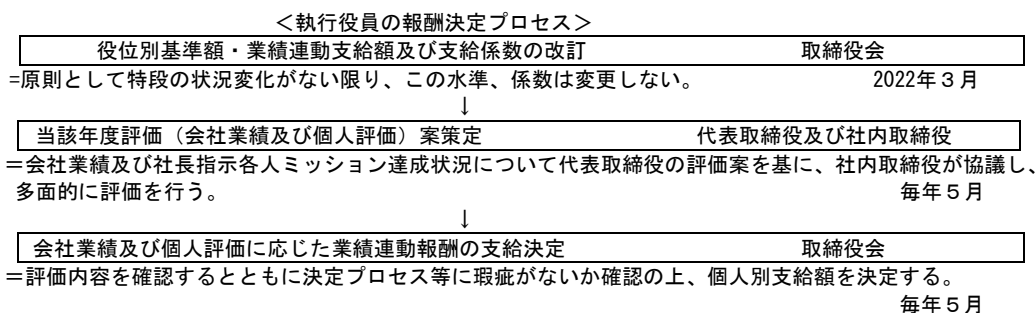 ＜執行役員の報酬決定プロセス＞
役位別基準額・業績連動支給額及び支給係数の改訂 取締役会
=原則として特段の状況変化がない限り、この水準、係数は変更しない。 2022年３月
↓
当該年度評価（会社業績及び個人評価）案策定 代表取締役及び社内取締役
＝会社業績及び社長指示各人ミッション達成状況について代表取締役の評価案を基に、社内取締役が協議し、
多面的に評価を行う。 毎年５月
↓
会社業績及び個人評価に応じた業績連動報酬の支給決定 取締役会
＝評価内容を確認するとともに決定プロセス等に瑕疵がないか確認の上、個人別支給額を決定する。
毎年５月